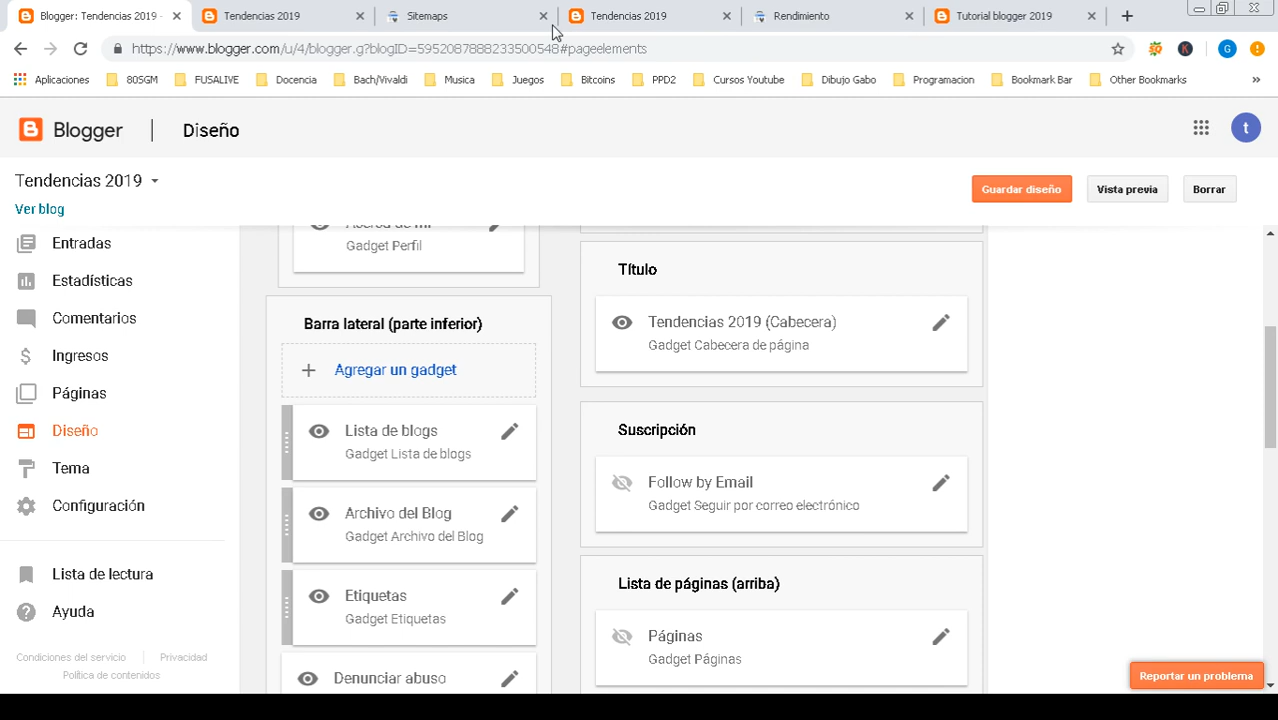 Blogger: Tendencias 2019 -
Tendencias 2019
Sitemaps
Tendencias 2019
Rendimiento
Tutorial blogger 2019
https://www.blogger.com/u/4/blogger.g?blogID=5952087888233500548#pageelements
G
Aplicaciones
80SGM
FUSALIVE
Docencia
Bach/Vivaldi
Musica
Juegos
Bitcoins
PPD2
Cursos Youtube
Dibujo Gabo
Programacion
Bookmark Bar
Other Bookmarks
Blogger
Diseño
t
Tendencias 2019
Ver blog
Guardar diseño
Vista previa
Borrar
Entradas
Estadísticas
Comentarios
Ingresos
Páginas
Diseño
Tema
Configuración
Lista de lectura
Ayuda
Condiciones del servicio
Privacidad
Política de contenidos
Acerca de mí
Gadget Perfil
Barra lateral (parte inferior)
Agregar un gadget
Lista de blogs
Gadget Lista de blogs
Archivo del Blog
Gadget Archivo del Blog
Etiquetas
Gadget Etiquetas
Denunciar abuso
Título
Tendencias 2019 (Cabecera)
Gadget Cabecera de página
Suscripción
Follow by Email
Gadget Seguir por correo electrónico
Lista de páginas (arriba)
Páginas
Gadget Páginas
Reportar un problema